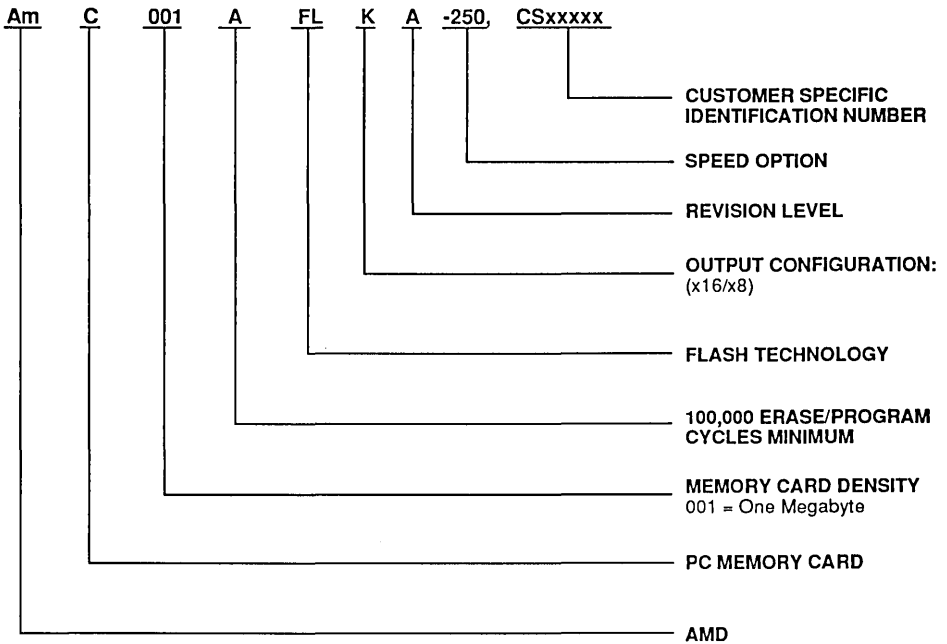 Am C 001 A FL K A -250, CSxxxxx
CUSTOMER SPECIFIC
IDENTIFICATION NUMBER
SPEED OPTION
REVISION LEVEL
OUTPUT CONFIGURATION:
(x16/x8)
FLASH TECHNOLOGY
100,000 ERASE/PROGRAM
CYCLES MINIMUM
MEMORY CARD DENSITY
001 = One Megabyte
PC MEMORY CARD
AMD